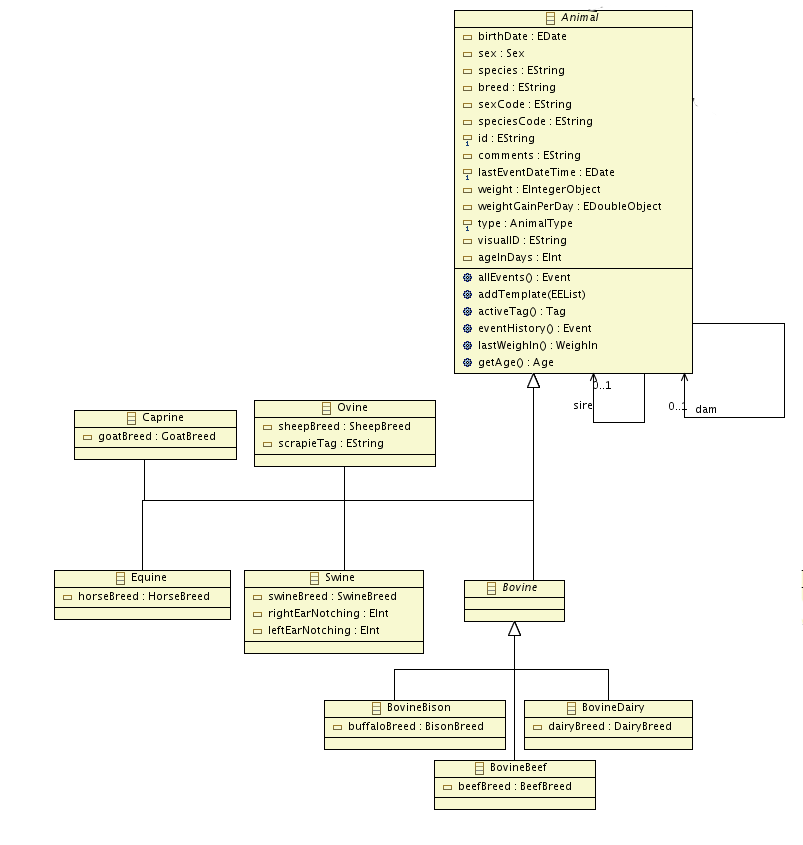 Animal
birthDate : EDate
sex : Sex
species : EString
breed : EString
sexCode : EString
speciesCode : EString
id : EString
comments : EString
lastEventDateTime : EDate
weight : EIntegerObject
weightGainPerDay : EDoubleObject
type : AnimalType
visualID : EString
ageInDays : EInt
allEvents() : Event
addTemplate(EEList)
activeTag() : Tag
eventHistory() : Event
lastWeighIn() : WeighIn
getAge() : Age
0..1
sire
0..1
dam
Caprine
goatBreed : GoatBreed
Ovine
sheepBreed : SheepBreed
scrapieTag : EString
Equine
horseBreed : HorseBreed
Swine
swineBreed : SwineBreed
rightEarNotching : EInt
leftEarNotching : EInt
Bovine
BovineBison
buffaloBreed : BisonBreed
BovineDairy
dairyBreed : DairyBreed
BovineBeef
beefBreed : BeefBreed